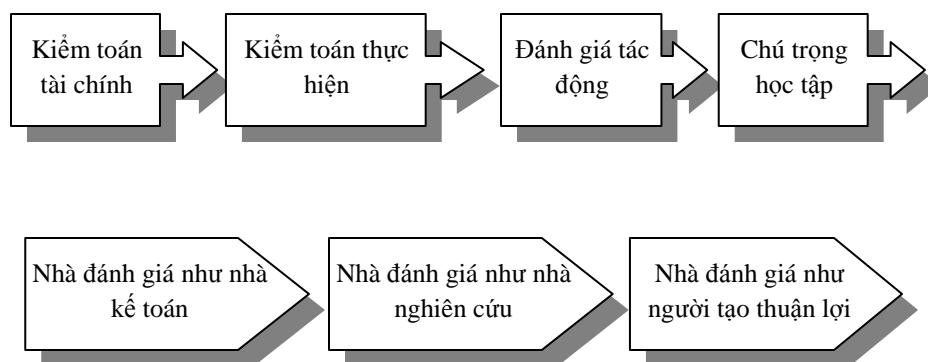 Kiểm toán
tài chính
Kiểm toán thực
hiện
Đánh giá tác
động
Chú trọng
học tập
Nhà đánh giá như nhà
kế toán
Nhà đánh giá như nhà
nghiên cứu
Nhà đánh giá như
người tạo thuận lợi